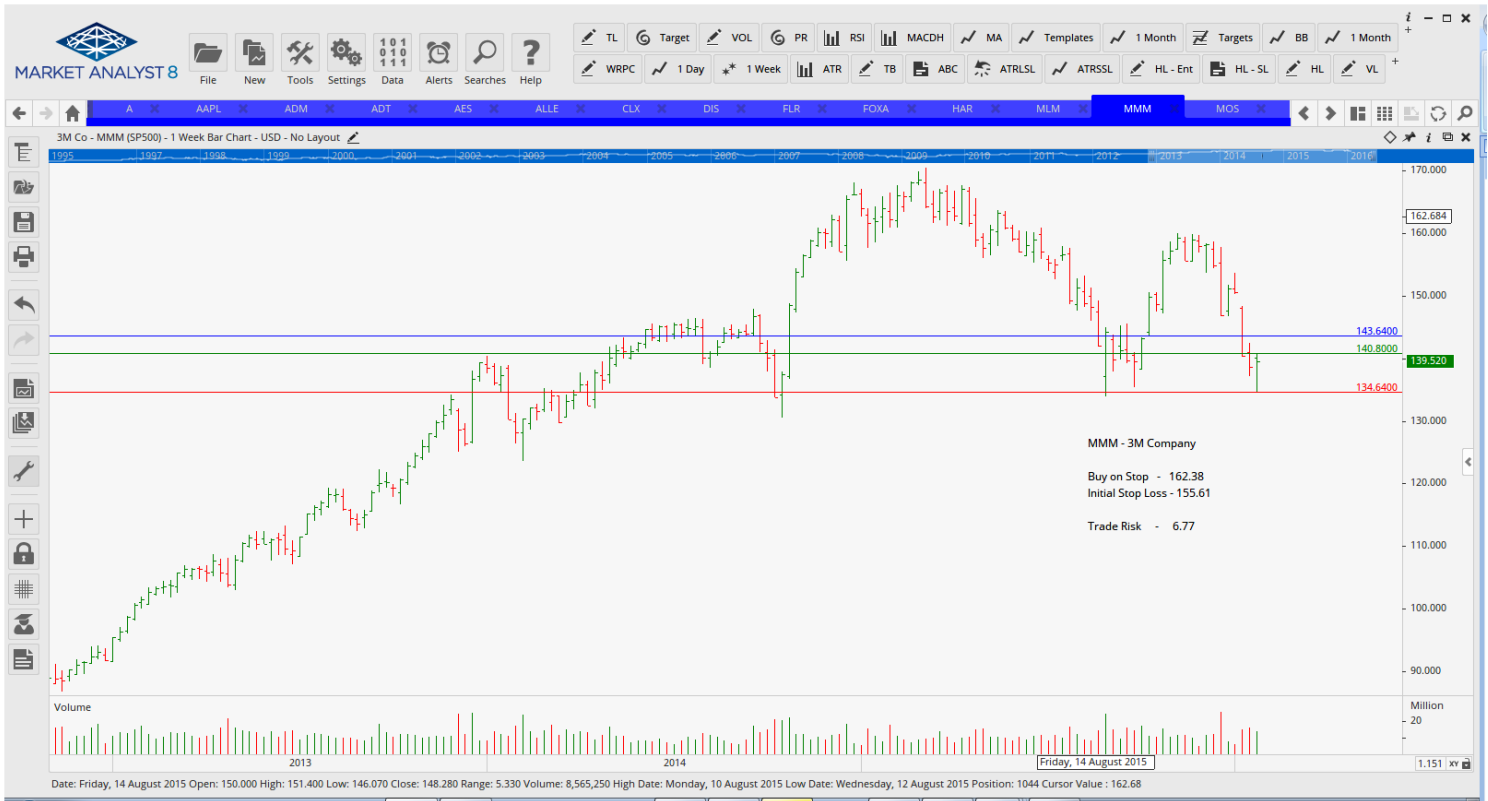 MARKET ANALYST 8
File New Tools Settings Data Alerts Searches Help
101
010
111
TL Target VOL PR RSI MACDH MA Templates 1 Month Targets BB 1 Month
WRPC 1 Day 1 Week ATR TB ABC ATRLSL ATRSSL HL - Ent HL - SL HL VL
A AAPL ADM ADT AES ALLE CLX DIS FLR FOXA HAR MLM MMM MOS
3M Co - MMM (SP500) - 1 Week Bar Chart - USD - No Layout
1995 1997 1998 1999 2000 2001 2002 2003 2004 2005 2006 2007 2008 2009 2010 2011 2012 2013 2014 2015 2016
170.000
162.684
160.000
150.000
143.6400
140.8000
139.520
134.6400
130.000
MMM - 3M Company
Buy on Stop - 162.38
120.000
Initial Stop Loss - 155.61
Trade Risk - 6.77
110.000
100.000
90.000
Volume
Million
20
2013 2014 Friday, 14 August 2015 1.151 XY
Date: Friday, 14 August 2015 Open: 150.000 High: 151.400 Low: 146.070 Close: 148.280 Range: 5.330 Volume: 8,565,250 High Date: Monday, 10 August 2015 Low Date: Wednesday, 12 August 2015 Position: 1044 Cursor Value : 162.68